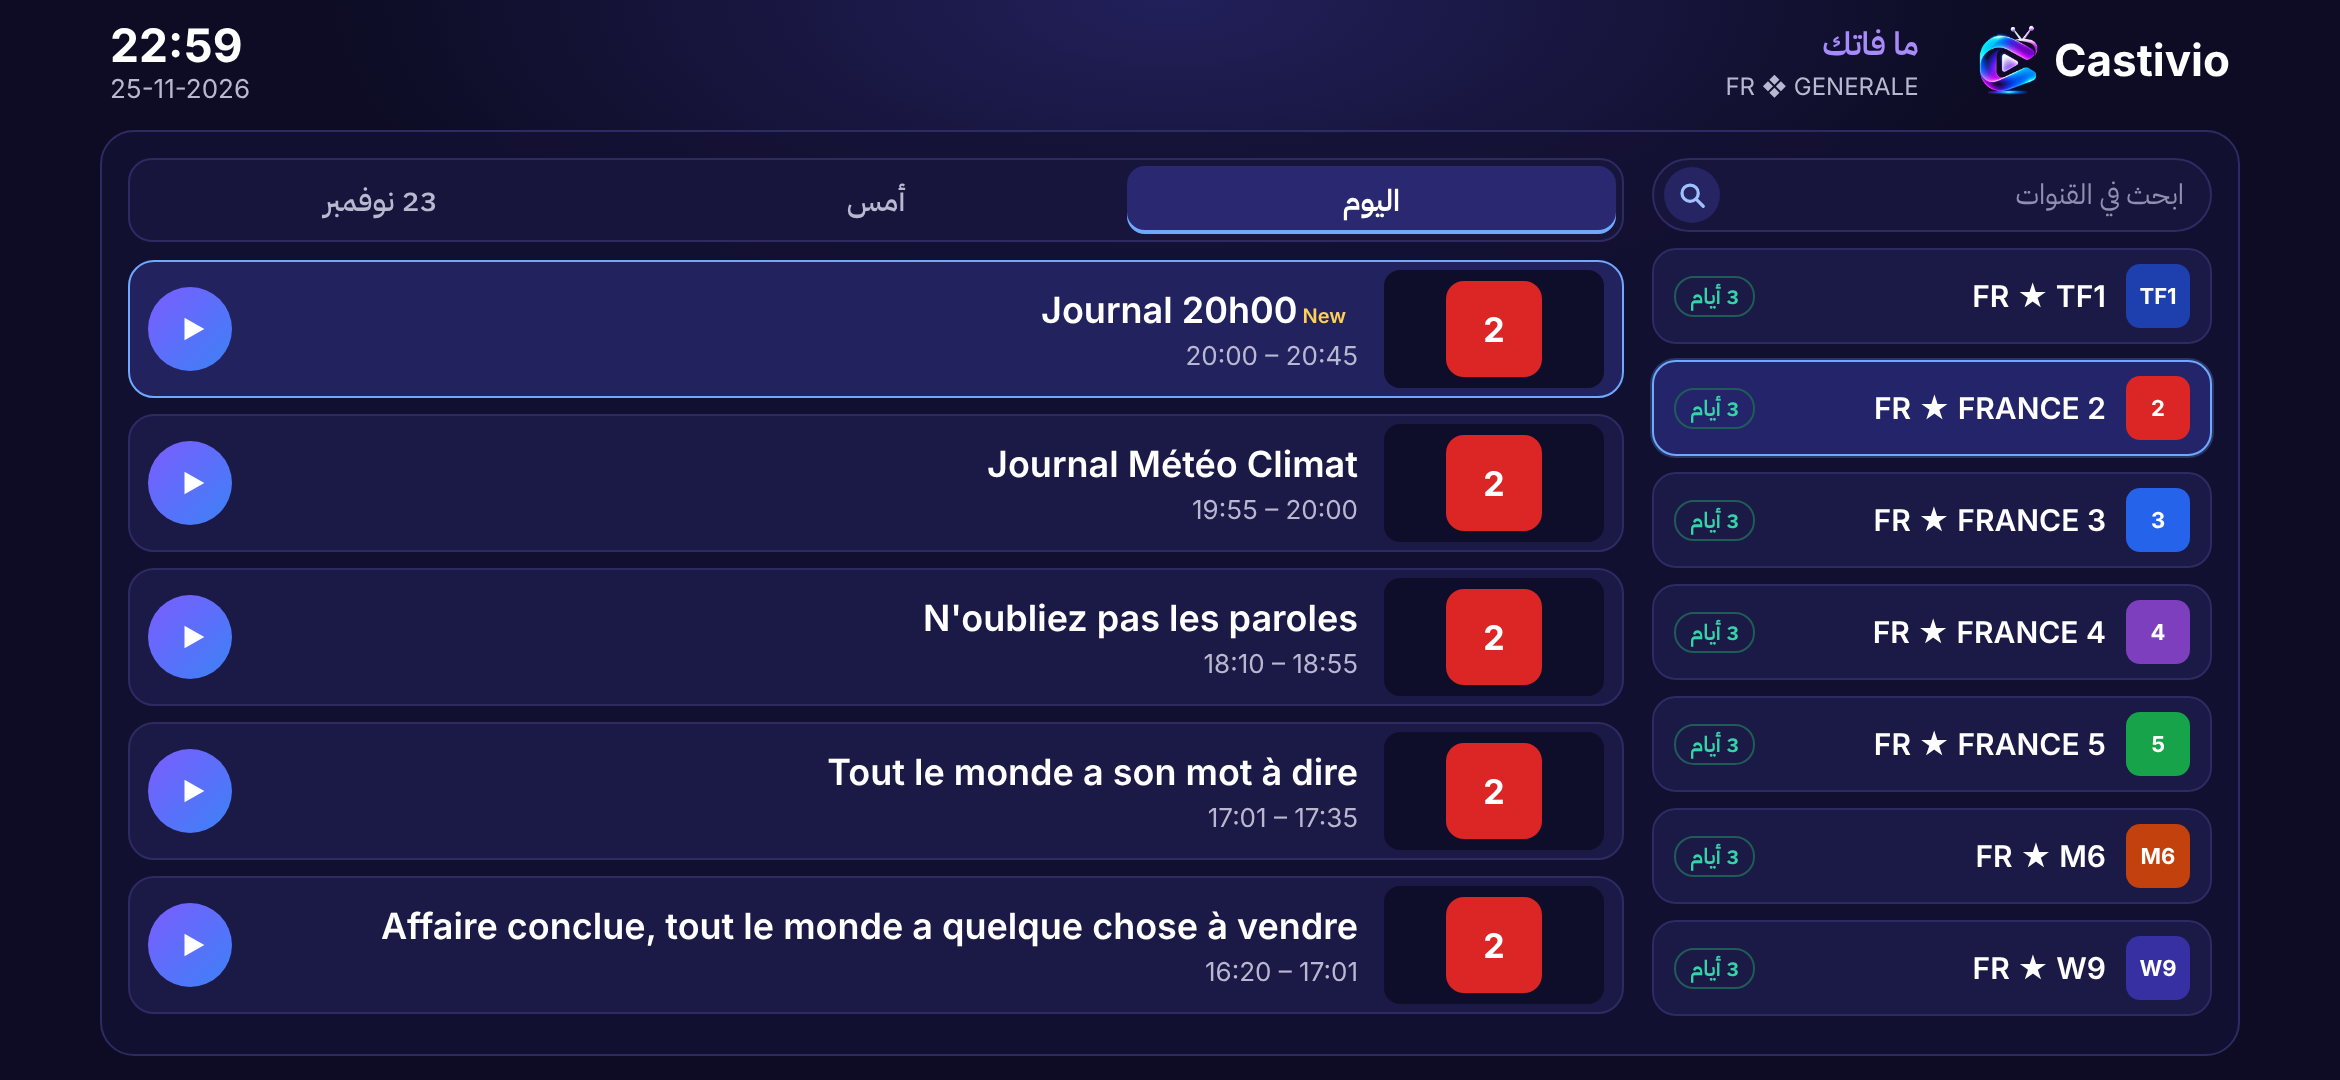 Castivio
ما فاتك
FR ❖ GENERALE
22:59
25-11-2026
ابحث في القنوات
TF1
FR ★ TF1
3 أيام
2
FR ★ FRANCE 2
3 أيام
3
FR ★ FRANCE 3
3 أيام
4
FR ★ FRANCE 4
3 أيام
5
FR ★ FRANCE 5
3 أيام
M6
FR ★ M6
3 أيام
W9
FR ★ W9
3 أيام
اليوم
أمس
23 نوفمبر
2
Journal 20h00 New
20:00 – 20:45
2
Journal Météo Climat
19:55 – 20:00
2
N'oubliez pas les paroles
18:10 – 18:55
2
Tout le monde a son mot à dire
17:01 – 17:35
2
Affaire conclue, tout le monde a quelque chose à vendre
16:20 – 17:01